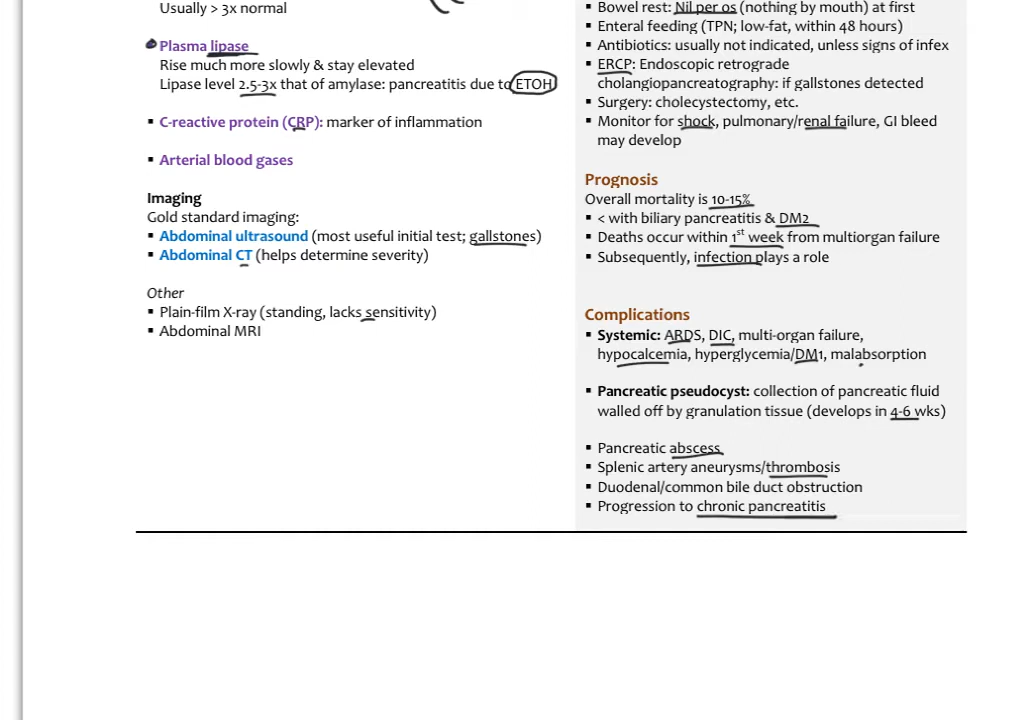 Usually > 3x normal
Plasma lipase
Rise much more slowly & stay elevated
Lipase level 2.5-3x that of amylase: pancreatitis due to ETOH
▪ C-reactive protein (CRP): marker of inflammation
▪ Arterial blood gases
Imaging
Gold standard imaging:
▪ Abdominal ultrasound (most useful initial test; gallstones)
▪ Abdominal CT (helps determine severity)
Other
▪ Plain-film X-ray (standing, lacks sensitivity)
▪ Abdominal MRI
▪ Bowel rest: Nil per os (nothing by mouth) at first
▪ Enteral feeding (TPN; low-fat, within 48 hours)
▪ Antibiotics: usually not indicated, unless signs of infex
▪ ERCP: Endoscopic retrograde
cholangiopancreatography: if gallstones detected
▪ Surgery: cholecystectomy, etc.
▪ Monitor for shock, pulmonary/renal failure, GI bleed
may develop
Prognosis
Overall mortality is 10-15%
▪ < with biliary pancreatitis & DM2
▪ Deaths occur within 1st week from multiorgan failure
▪ Subsequently, infection plays a role
Complications
▪ Systemic: ARDS, DIC, multi-organ failure,
hypocalcemia, hyperglycemia/DM1, malabsorption
▪ Pancreatic pseudocyst: collection of pancreatic fluid
walled off by granulation tissue (develops in 4-6 wks)
▪ Pancreatic abscess
▪ Splenic artery aneurysms/thrombosis
▪ Duodenal/common bile duct obstruction
▪ Progression to chronic pancreatitis